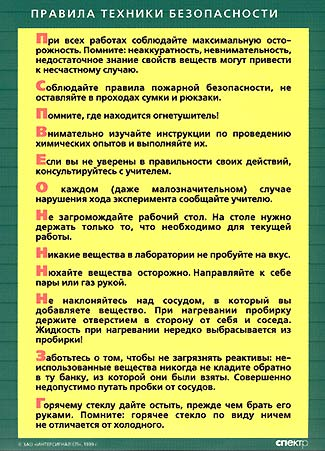 ПРАВИЛА ТЕХНИКИ БЕЗОПАСНОСТИ
При всех работах соблюдайте максимальную осто-
рожность. Помните: неаккуратность, невнимательность,
недостаточное знание свойств веществ могут привести
к несчастному случаю.
Соблюдайте правила пожарной безопасности, не
оставляйте в проходах сумки и рюкзаки.
Помните, где находится огнетушитель!
Внимательно изучайте инструкции по проведению
химических опытов и выполняйте их.
Если вы не уверены в правильности своих действий,
консультируйтесь с учителем.
О каждом (даже малозначительном) случае
нарушения хода эксперимента сообщайте учителю.
Не загромождайте рабочий стол. На столе нужно
держать только то, что необходимо для текущей
работы.
Никакие вещества в лаборатории не пробуйте на вкус.
Нюхайте вещества осторожно. Направляйте к себе
пары или газ рукой.
Не наклоняйтесь над сосудом, в который вы
добавляете вещество. При нагревании пробирку
держите отверстием в сторону от себя и соседа.
Жидкость при нагревании нередко выбрасывается из
пробирки!
Заботьтесь о том, чтобы не загрязнять реактивы: не-
использованные вещества никогда не кладите обратно
в ту банку, из которой они были взяты. Совершенно
недопустимо путать пробки от сосудов.
Горячему стеклу дайте остыть, прежде чем брать его
руками. Помните: горячее стекло по виду ничем
не отличается от холодного.
© ЗАО «ИНТЕРСИГНАЛ СП», 1999 г.
спектр